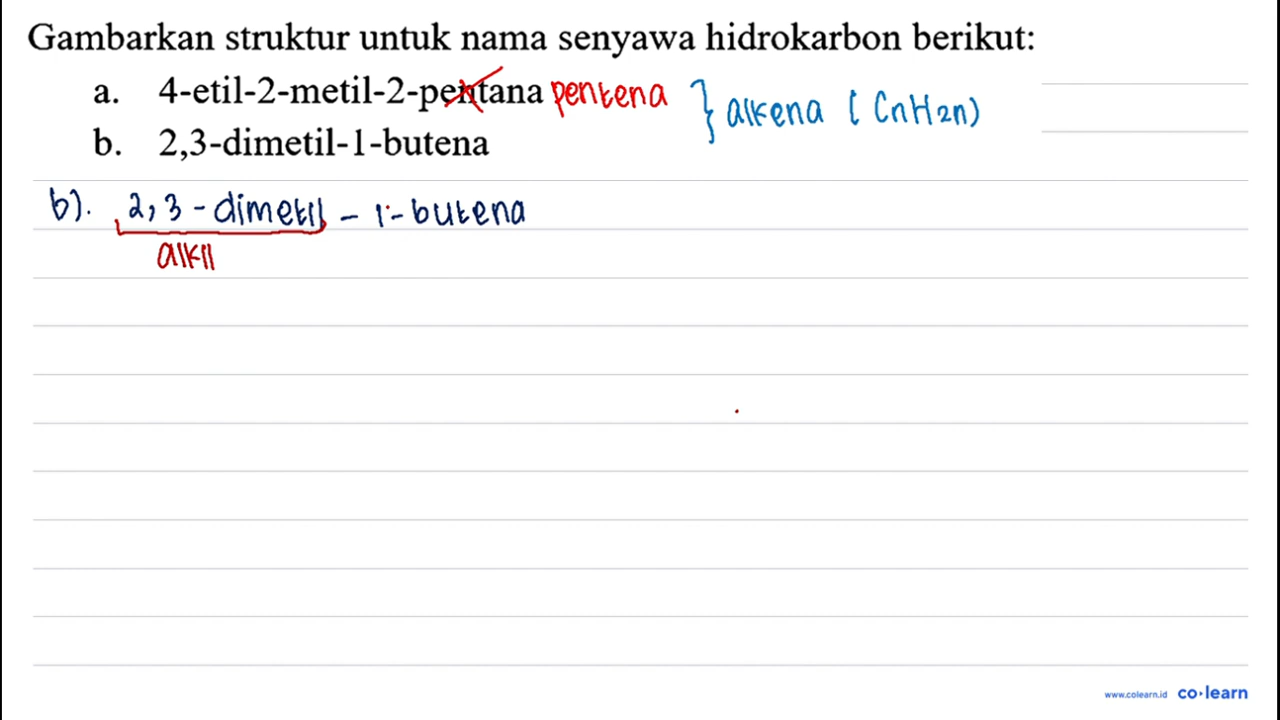 Gambarkan struktur untuk nama senyawa hidrokarbon berikut:
a. 4-etil-2-metil-2-pentana pentena
b. 2,3-dimetil-1-butena
} alkena ( CnH2n)
b). 2,3-dimetil - 1-butena
alkil
www.colearn.id co·learn